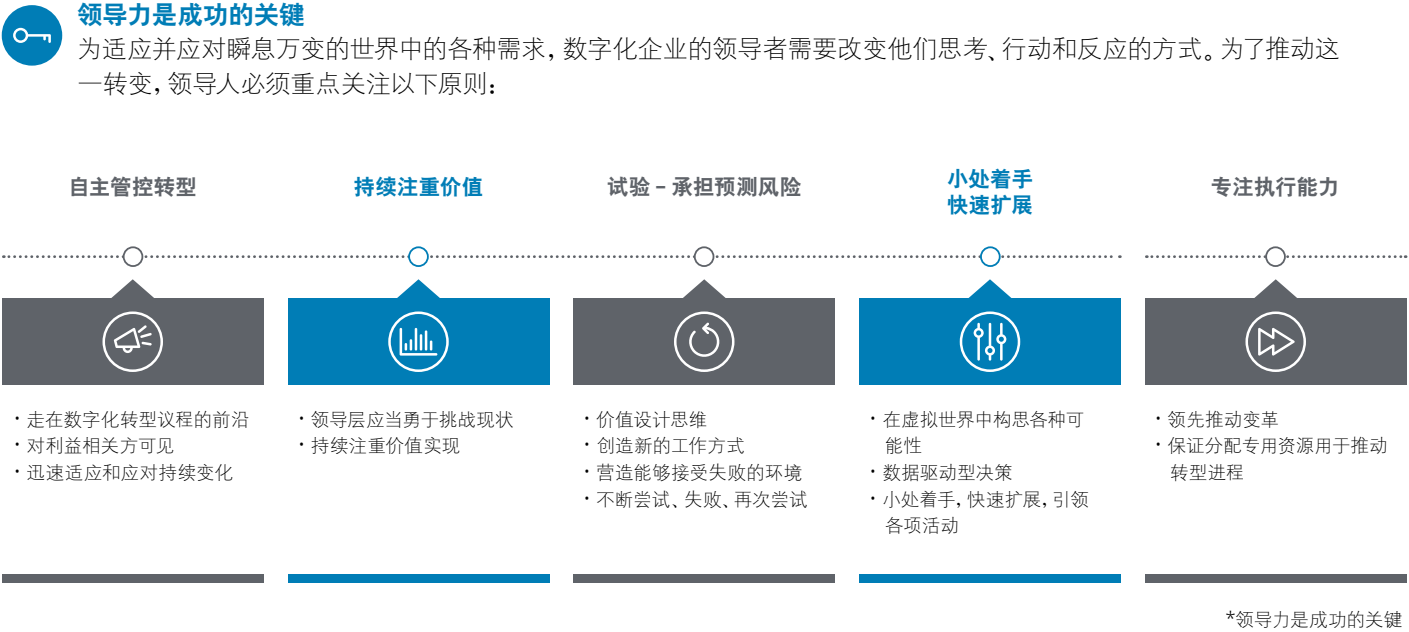 领导力是成功的关键
为适应并应对瞬息万变的世界中的各种需求，数字化企业的领导者需要改变他们思考、行动和反应的方式。为了推动这
一转变，领导人必须重点关注以下原则：
自主管控转型
持续注重价值
试验 – 承担预测风险
小处着手
快速扩展
专注执行能力
· 走在数字化转型议程的前沿
· 对利益相关方可见
· 迅速适应和应对持续变化
· 领导层应当勇于挑战现状
· 持续注重价值实现
· 价值设计思维
· 创造新的工作方式
· 营造能够接受失败的环境
· 不断尝试、失败、再次尝试
· 在虚拟世界中构思各种可
能性
· 数据驱动型决策
· 小处着手，快速扩展，引领
各项活动
· 领先推动变革
· 保证分配专用资源用于推动
转型进程
*领导力是成功的关键